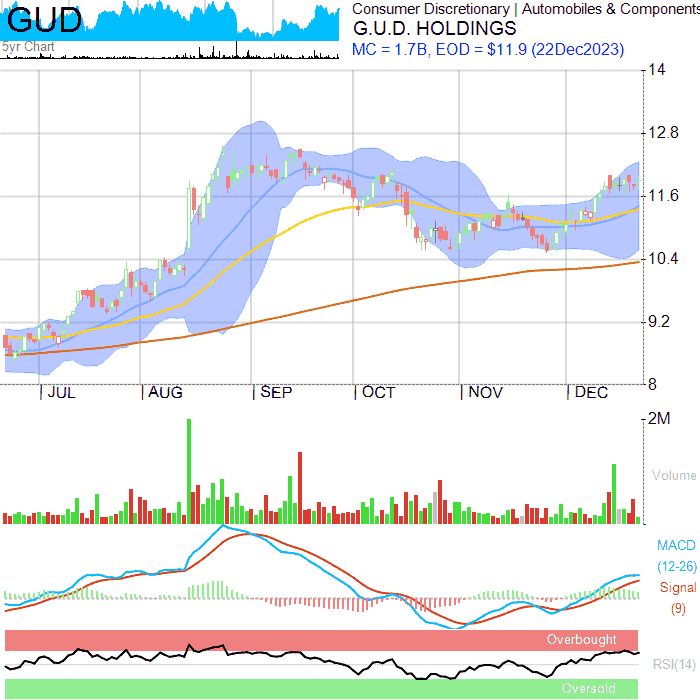 GUD
5yr Chart
Consumer Discretionary | Automobiles & Components
G.U.D. HOLDINGS
MC = 1.7B, EOD = $11.9 (22Dec2023)
14
12.8
11.6
10.4
9.2
8
JUL
AUG
SEP
OCT
NOV
DEC
2M
Volume
MACD
(12-26)
Signal
(9)
Overbought
RSI(14)
Oversold